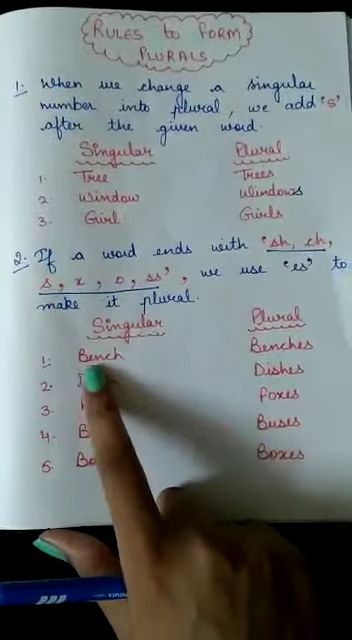 RULES to FORM
PLURALS
1. When we change a singular
number into plural, we add 's'
after the given word.
Singular Plural
1. Tree Trees
2. Window Windows
3. Girl Girls
2. If a word ends with 'sh, ch,
s, x, o, ss', we use 'es' to
make it plural.
Singular Plural
1. Bench Benches
2. Dishes
3. Foxes
4. Buses
5. Boxes